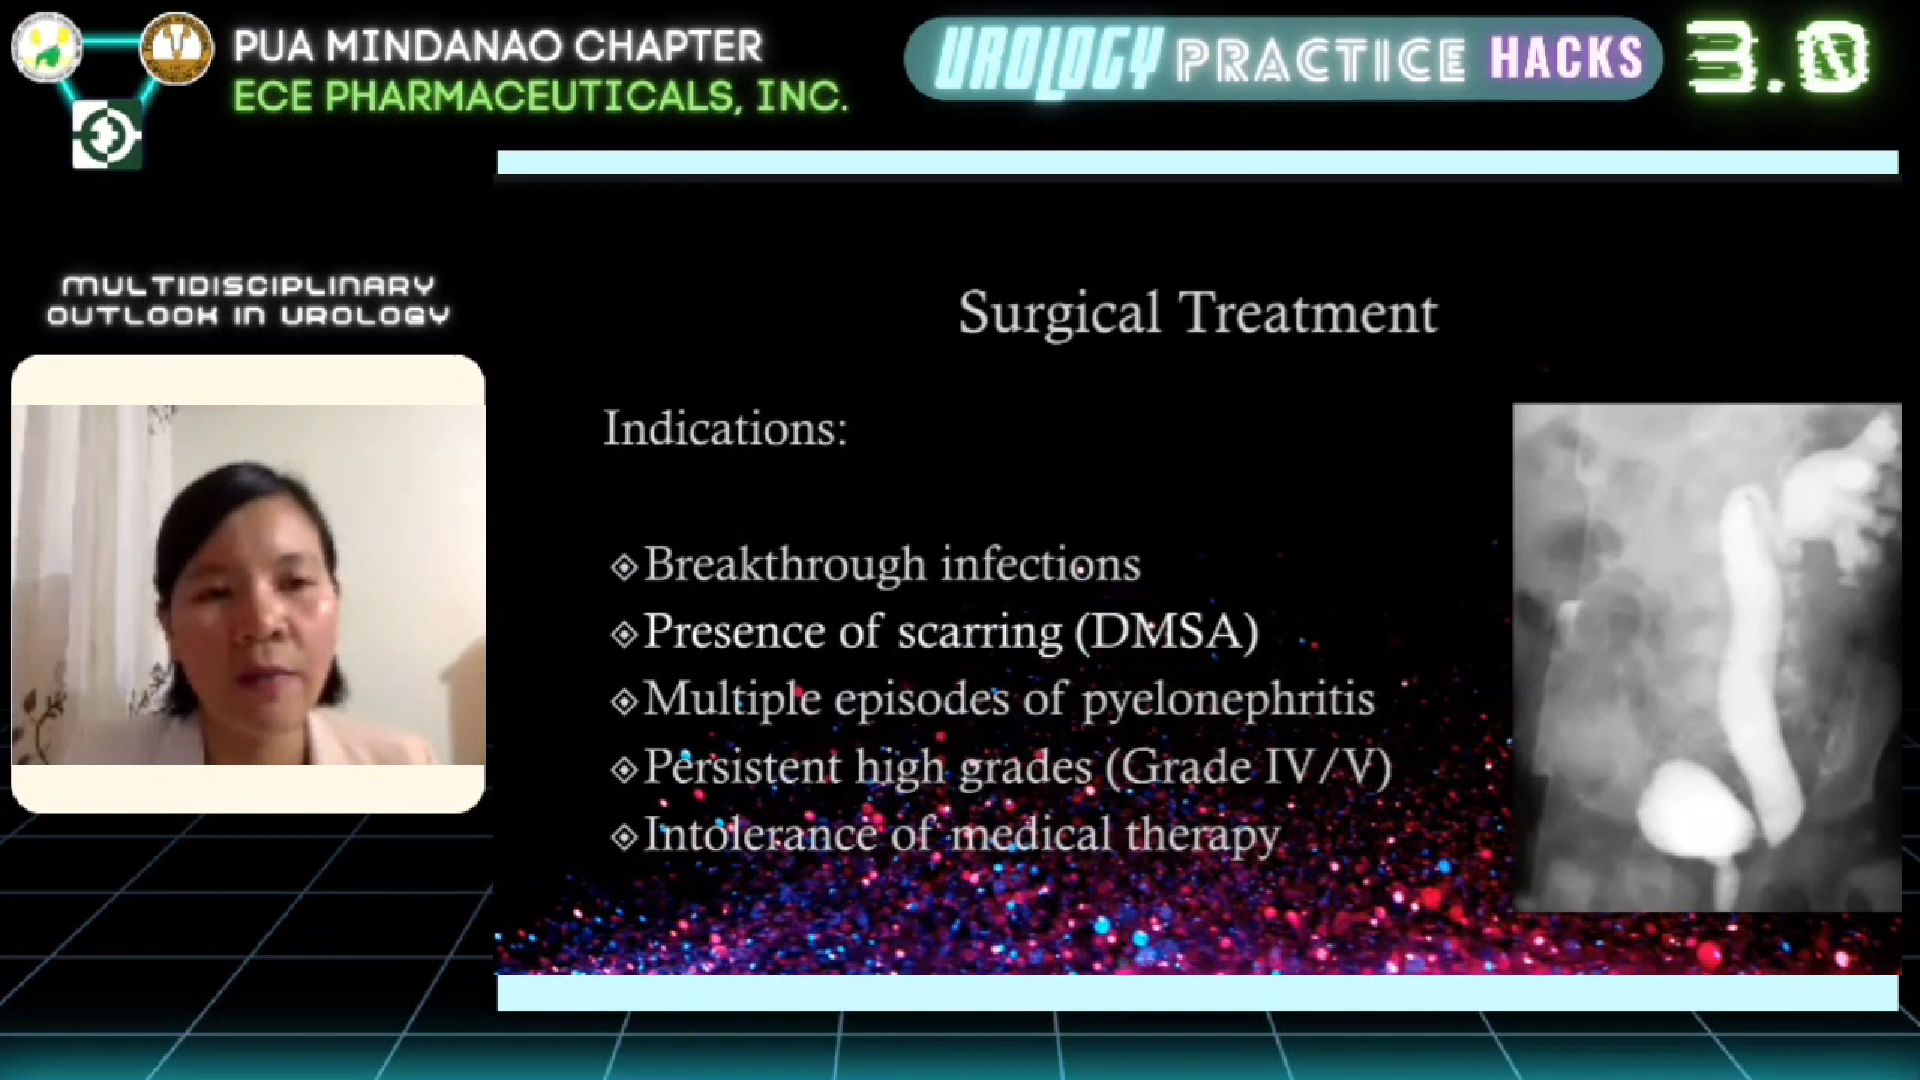 PUA MINDANAO CHAPTER
ECE PHARMACEUTICALS, INC.
UROLOGY PRACTICE HACKS 3.0
MULTIDISCIPLINARY
OUTLOOK IN UROLOGY
Surgical Treatment
Indications:
Breakthrough infections
Presence of scarring (DMSA)
Multiple episodes of pyelonephritis
Persistent high grades (Grade IV/V)
Intolerance of medical therapy